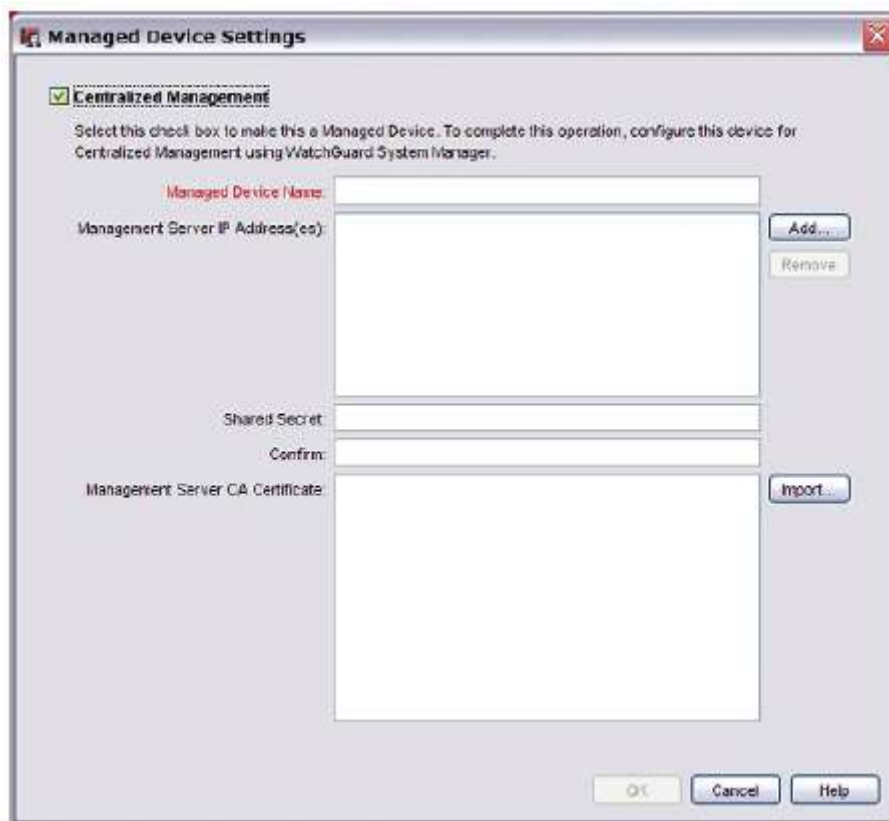 Managed Device Settings
Centralized Management
Select this check box to make this a Managed Device. To complete this operation, configure this device for
Centralized Management using WatchGuard System Manager.
Managed Device Name:
Management Server IP Address(es):
Add...
Remove
Shared Secret:
Confirm:
Management Server CA Certificate:
Import...
OK
Cancel
Help